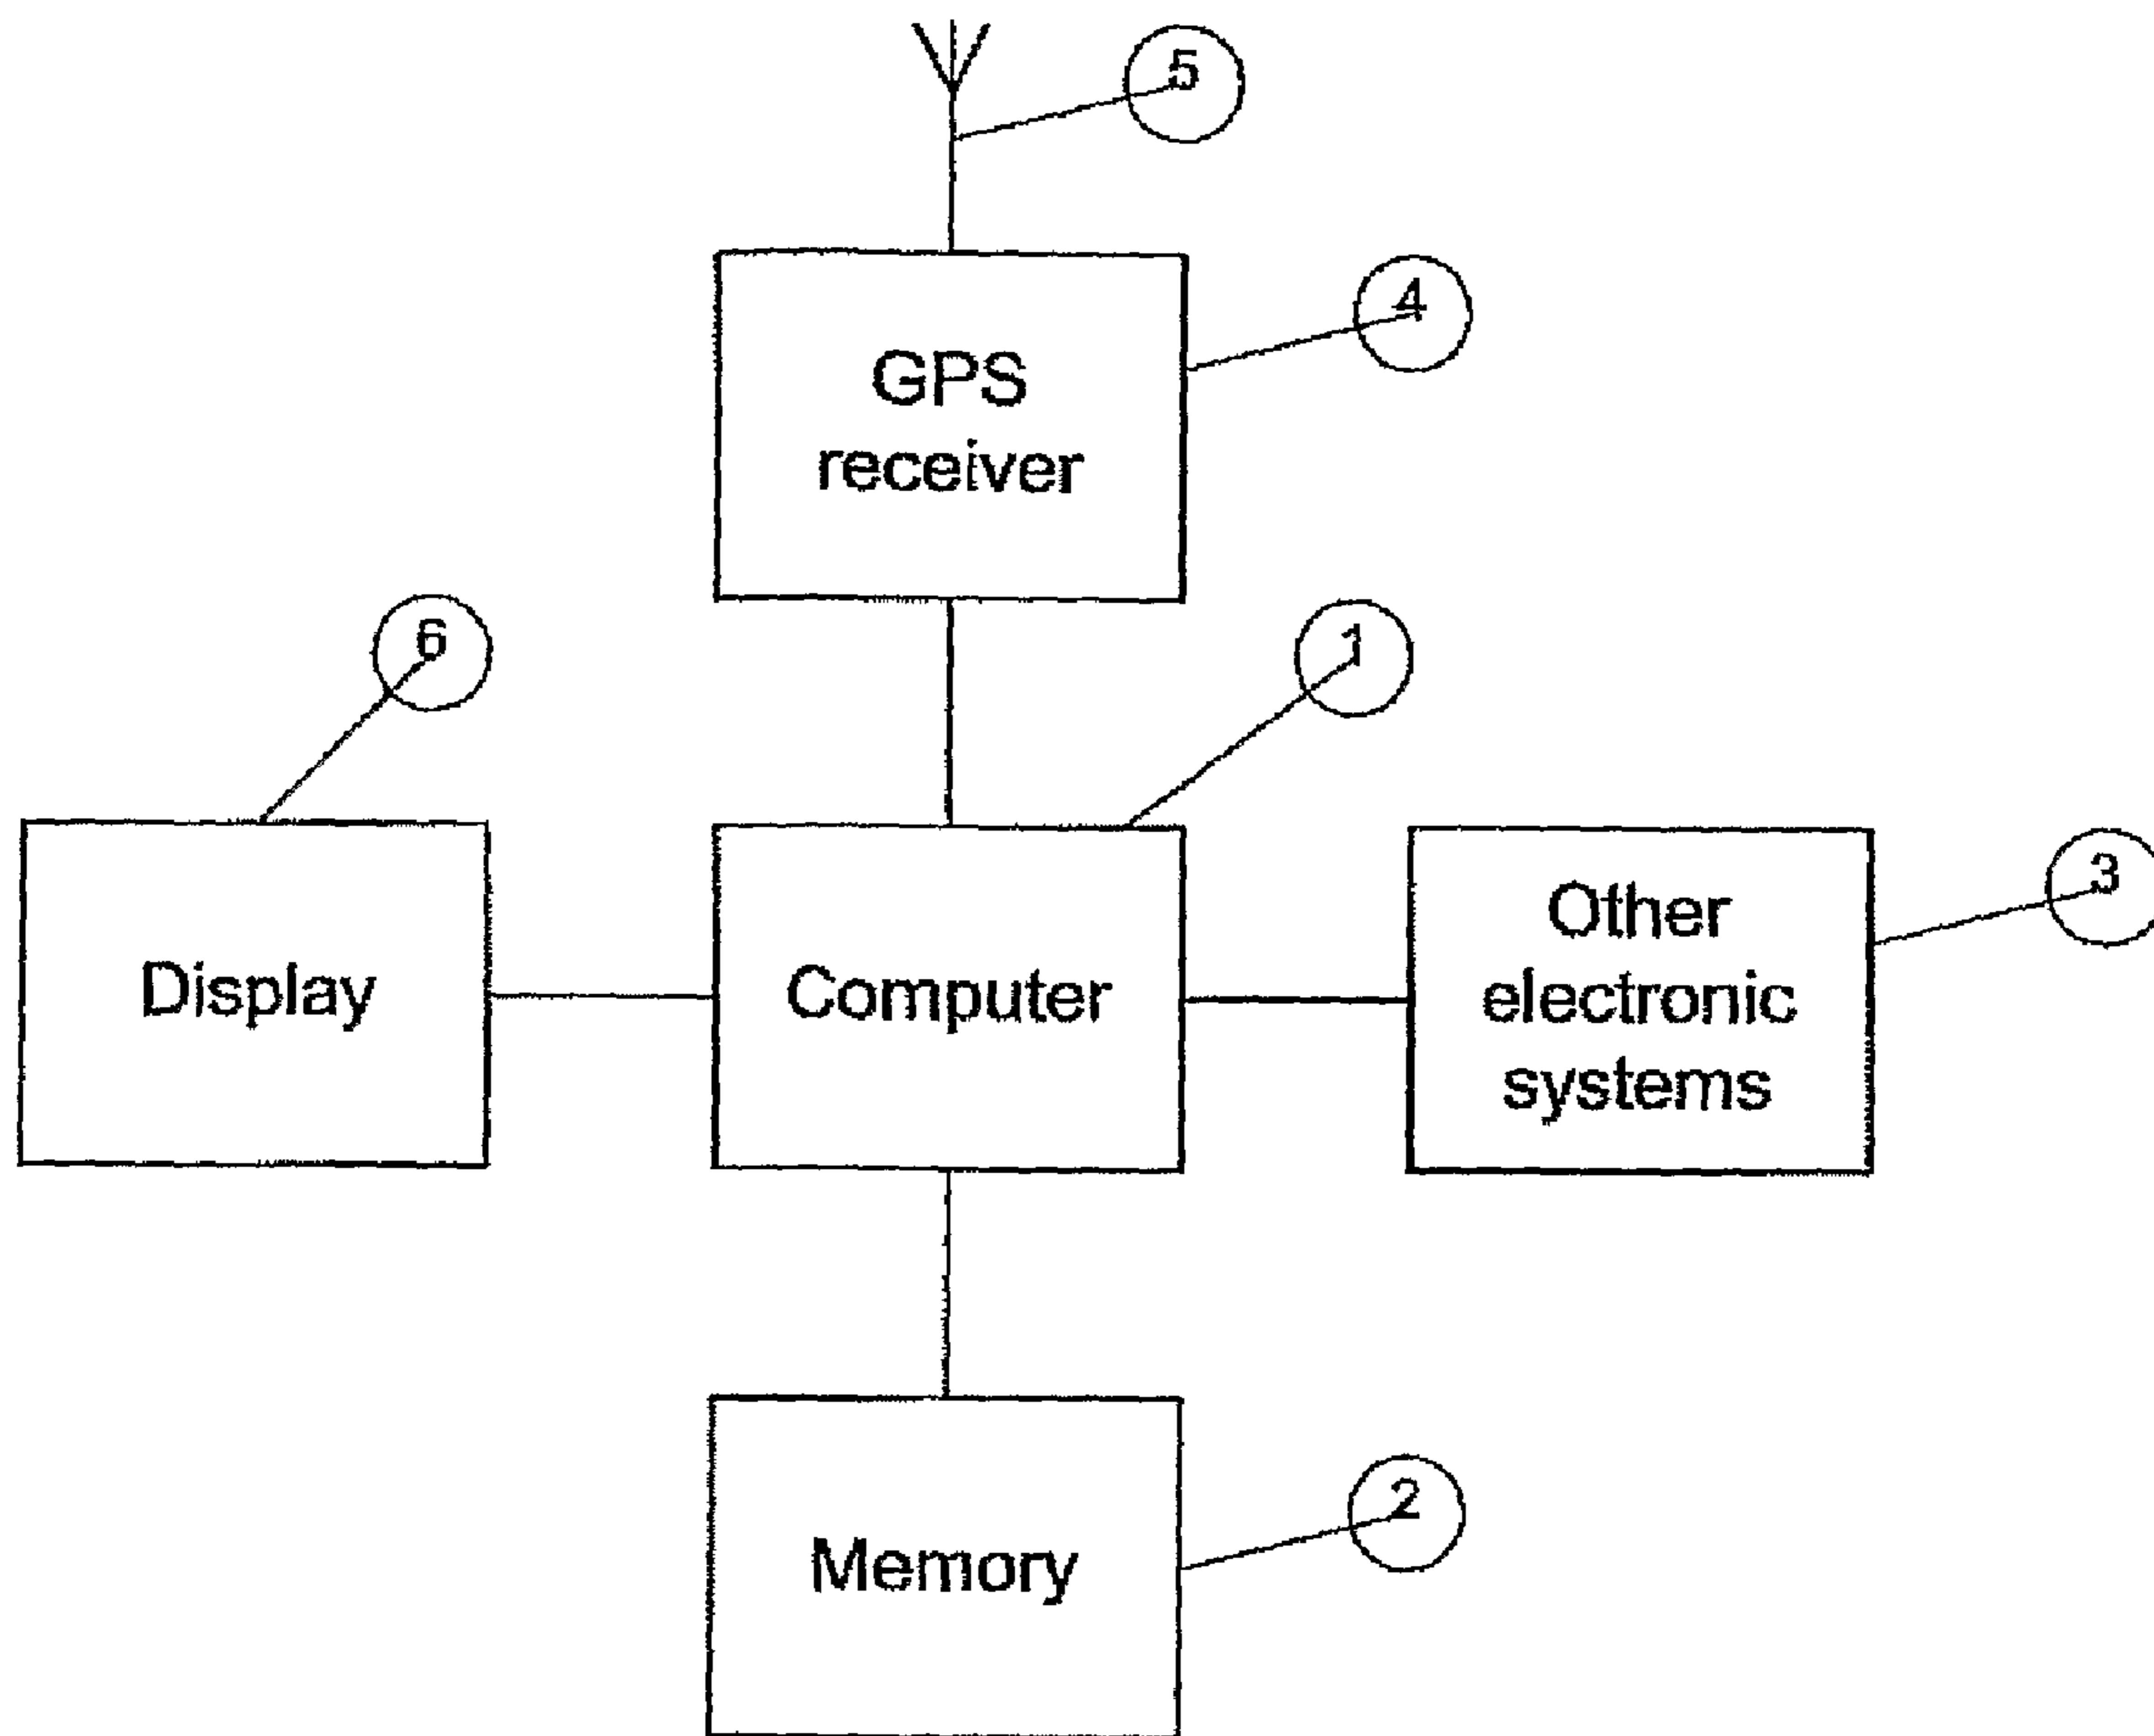 5
GPS
receiver
4
6
1
Display
Computer
Other
electronic
systems
3
Memory
2